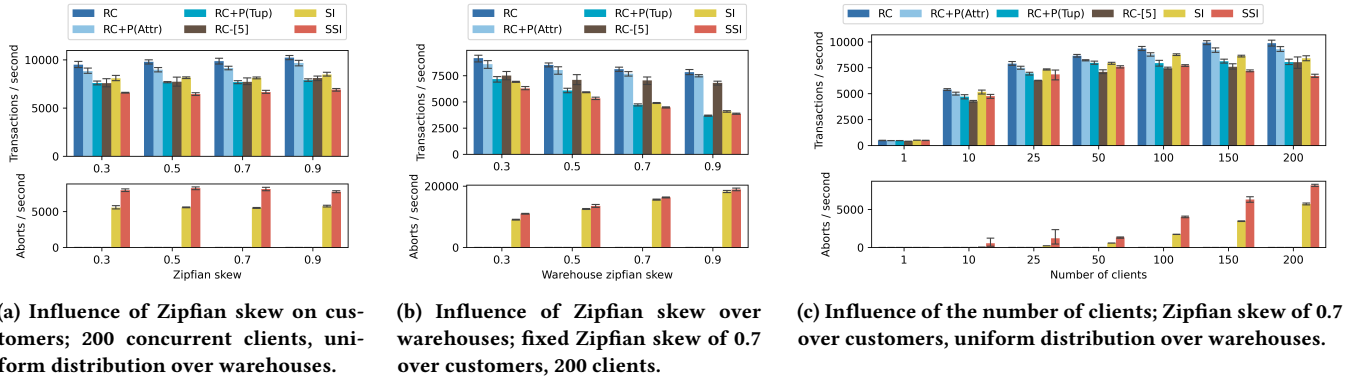 RC RC+P(Tup) SI
RC+P(Attr) RC-[5] SSI
Transactions / second
10000
5000
0
0.3 0.5 0.7 0.9
Aborts / second
5000
0
0.3 0.5 0.7 0.9
Zipfian skew
(a) Influence of Zipfian skew on cus-
tomers; 200 concurrent clients, uni-
form distribution over warehouses.
RC RC+P(Tup) SI
RC+P(Attr) RC-[5] SSI
Transactions / second
7500
5000
2500
0
0.3 0.5 0.7 0.9
Aborts / second
20000
0
0.3 0.5 0.7 0.9
Warehouse zipfian skew
(b) Influence of Zipfian skew over
warehouses; fixed Zipfian skew of 0.7
over customers, 200 clients.
RC RC+P(Attr) RC+P(Tup) RC-[5] SI SSI
Transactions / second
10000
7500
5000
2500
0
1 10 25 50 100 150 200
Aborts / second
5000
0
1 10 25 50 100 150 200
Number of clients
(c) Influence of the number of clients; Zipfian skew of 0.7
over customers, uniform distribution over warehouses.